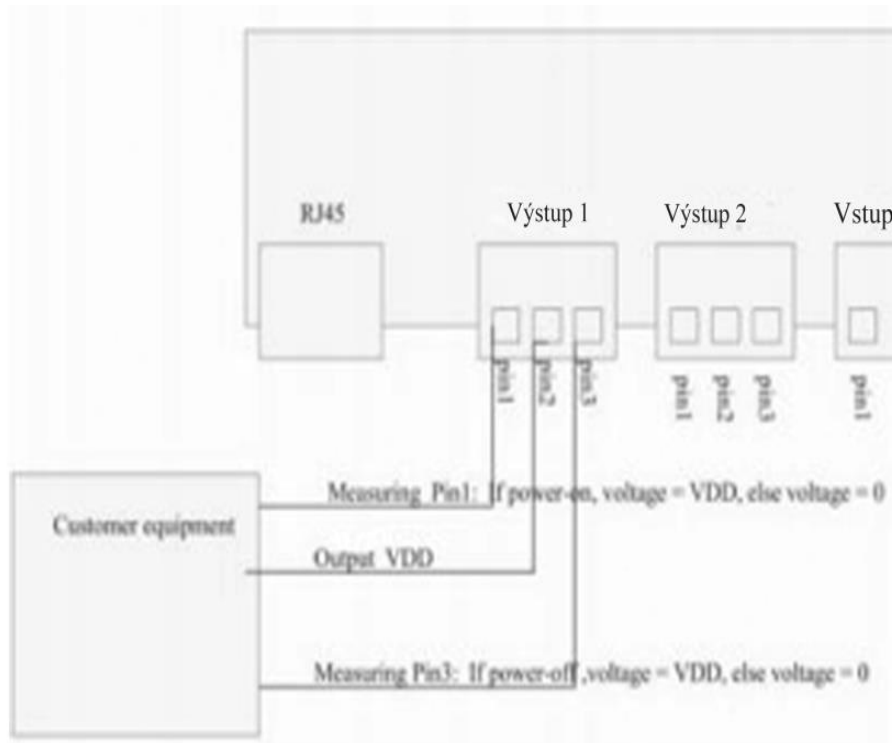 RJ45
Výstup 1
Výstup 2
Vstup
pin1
pin2
pin3
pin1
pin2
pin3
pin1
Measuring Pin1: If power-on, voltage = VDD, else voltage = 0
Customer equipment
Output VDD
Measuring Pin3: If power-off ,voltage = VDD, else voltage = 0